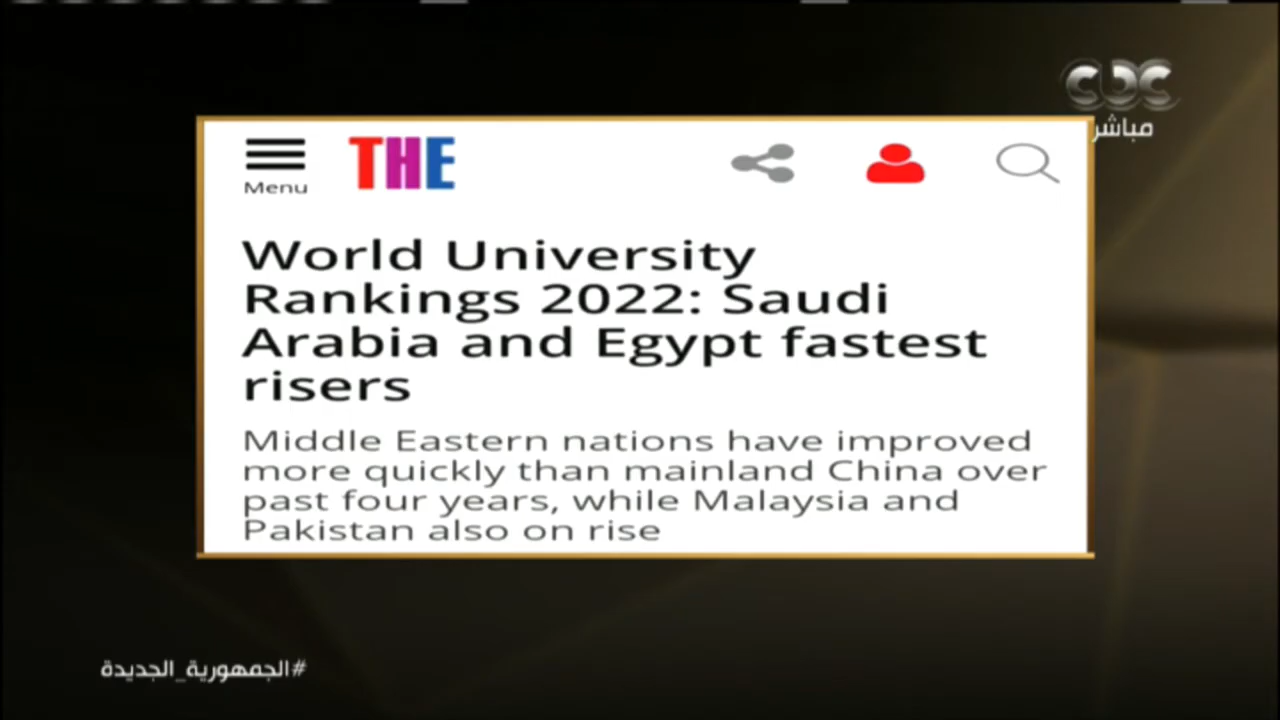 CBC
مباشر
Menu
THE
World University
Rankings 2022: Saudi
Arabia and Egypt fastest
risers
Middle Eastern nations have improved
more quickly than mainland China over
past four years, while Malaysia and
Pakistan also on rise
#الجمهورية_الجديدة